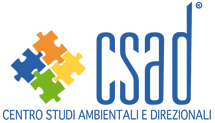 csad®
CENTRO STUDI AMBIENTALI E DIREZIONALI